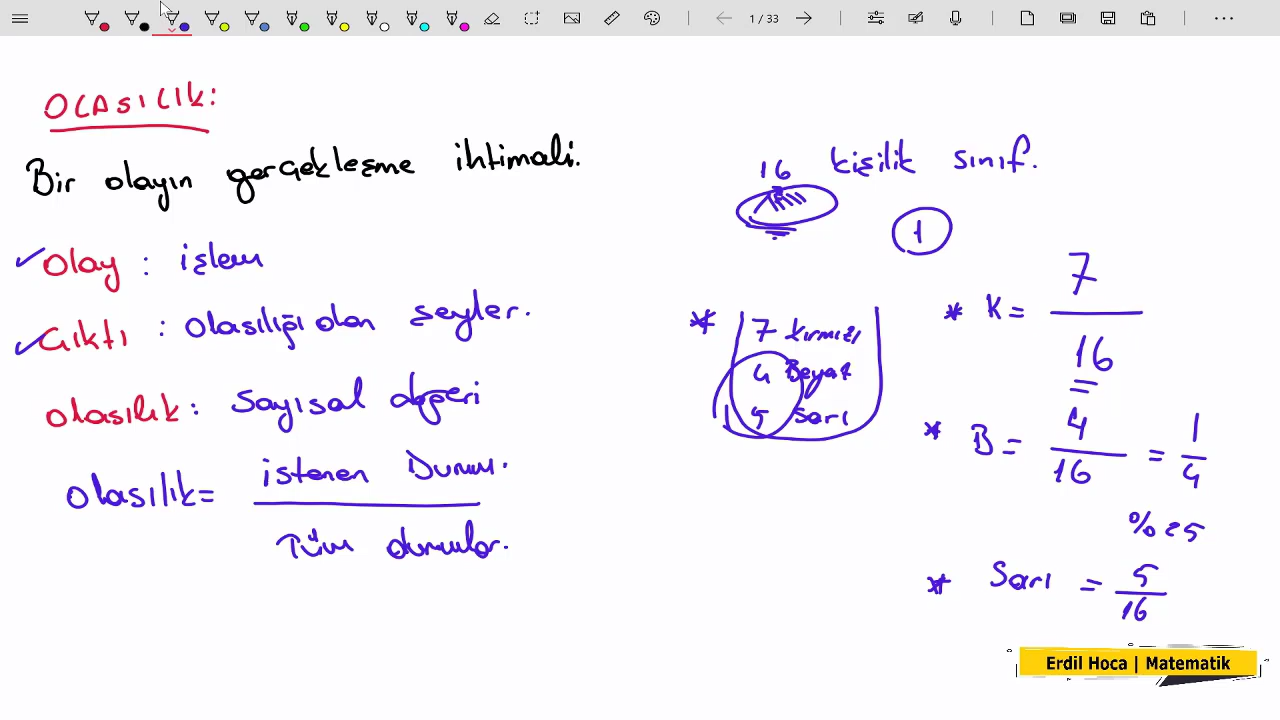 1 / 33
OLASILIK:
Bir olayın gerçekleşme ihtimali.
Olay : işlem
Çıktı : Olasılığı olan şeyler.
Olasılık : sayısal değeri
Olasılık = istenen Durum.
Tüm durumlar.
16 kişilik sınıf.
1
* 7 kırmızı
4 Beyaz
5 Sarı
* K = 7
16
* B = 4/16 = 1/4
%25
* Sarı = 5/16
Erdil Hoca | Matematik